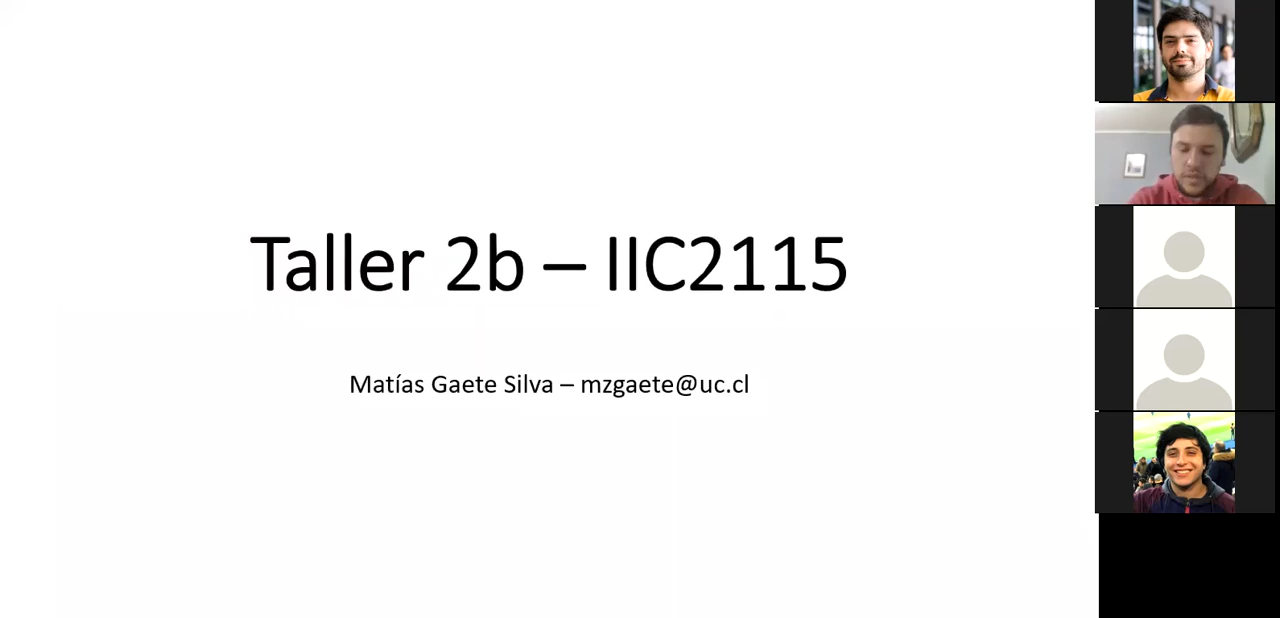 Taller 2b – IIC2115
Matías Gaete Silva – mzgaete@uc.cl